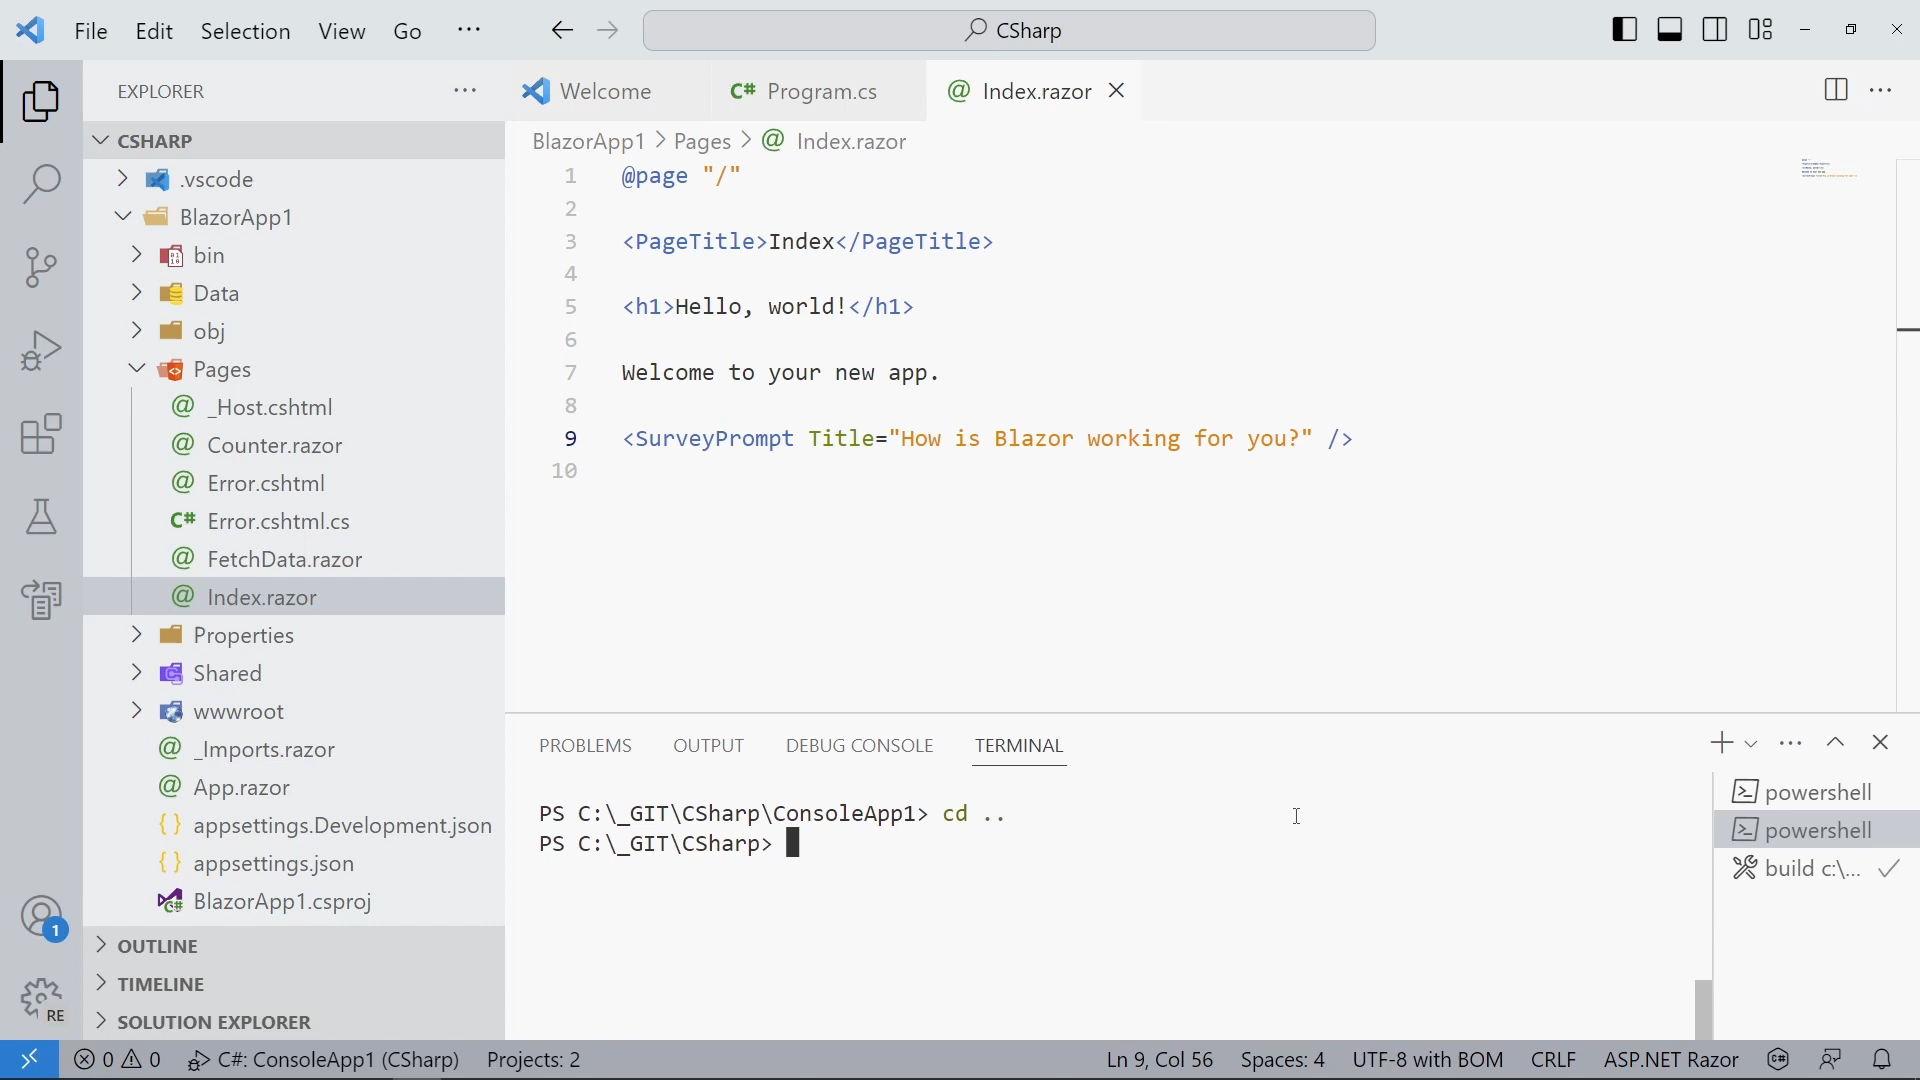 File Edit Selection View Go ···
CSharp
EXPLORER
CSHARP
.vscode
BlazorApp1
bin
Data
obj
Pages
_Host.cshtml
Counter.razor
Error.cshtml
C# Error.cshtml.cs
FetchData.razor
Index.razor
Properties
Shared
wwwroot
_Imports.razor
App.razor
{ } appsettings.Development.json
{ } appsettings.json
BlazorApp1.csproj
OUTLINE
TIMELINE
SOLUTION EXPLORER
1
RE
Welcome C# Program.cs @ Index.razor
BlazorApp1 > Pages > @ Index.razor
1 @page "/"
2
3 <PageTitle>Index</PageTitle>
4
5 <h1>Hello, world!</h1>
6
7 Welcome to your new app.
8
9 <SurveyPrompt Title="How is Blazor working for you?" />
10
PROBLEMS OUTPUT DEBUG CONSOLE TERMINAL
PS C:\_GIT\CSharp\ConsoleApp1> cd ..
PS C:\_GIT\CSharp>
powershell
powershell
build c:\...
0 0 C#: ConsoleApp1 (CSharp) Projects: 2 Ln 9, Col 56 Spaces: 4 UTF-8 with BOM CRLF ASP.NET Razor